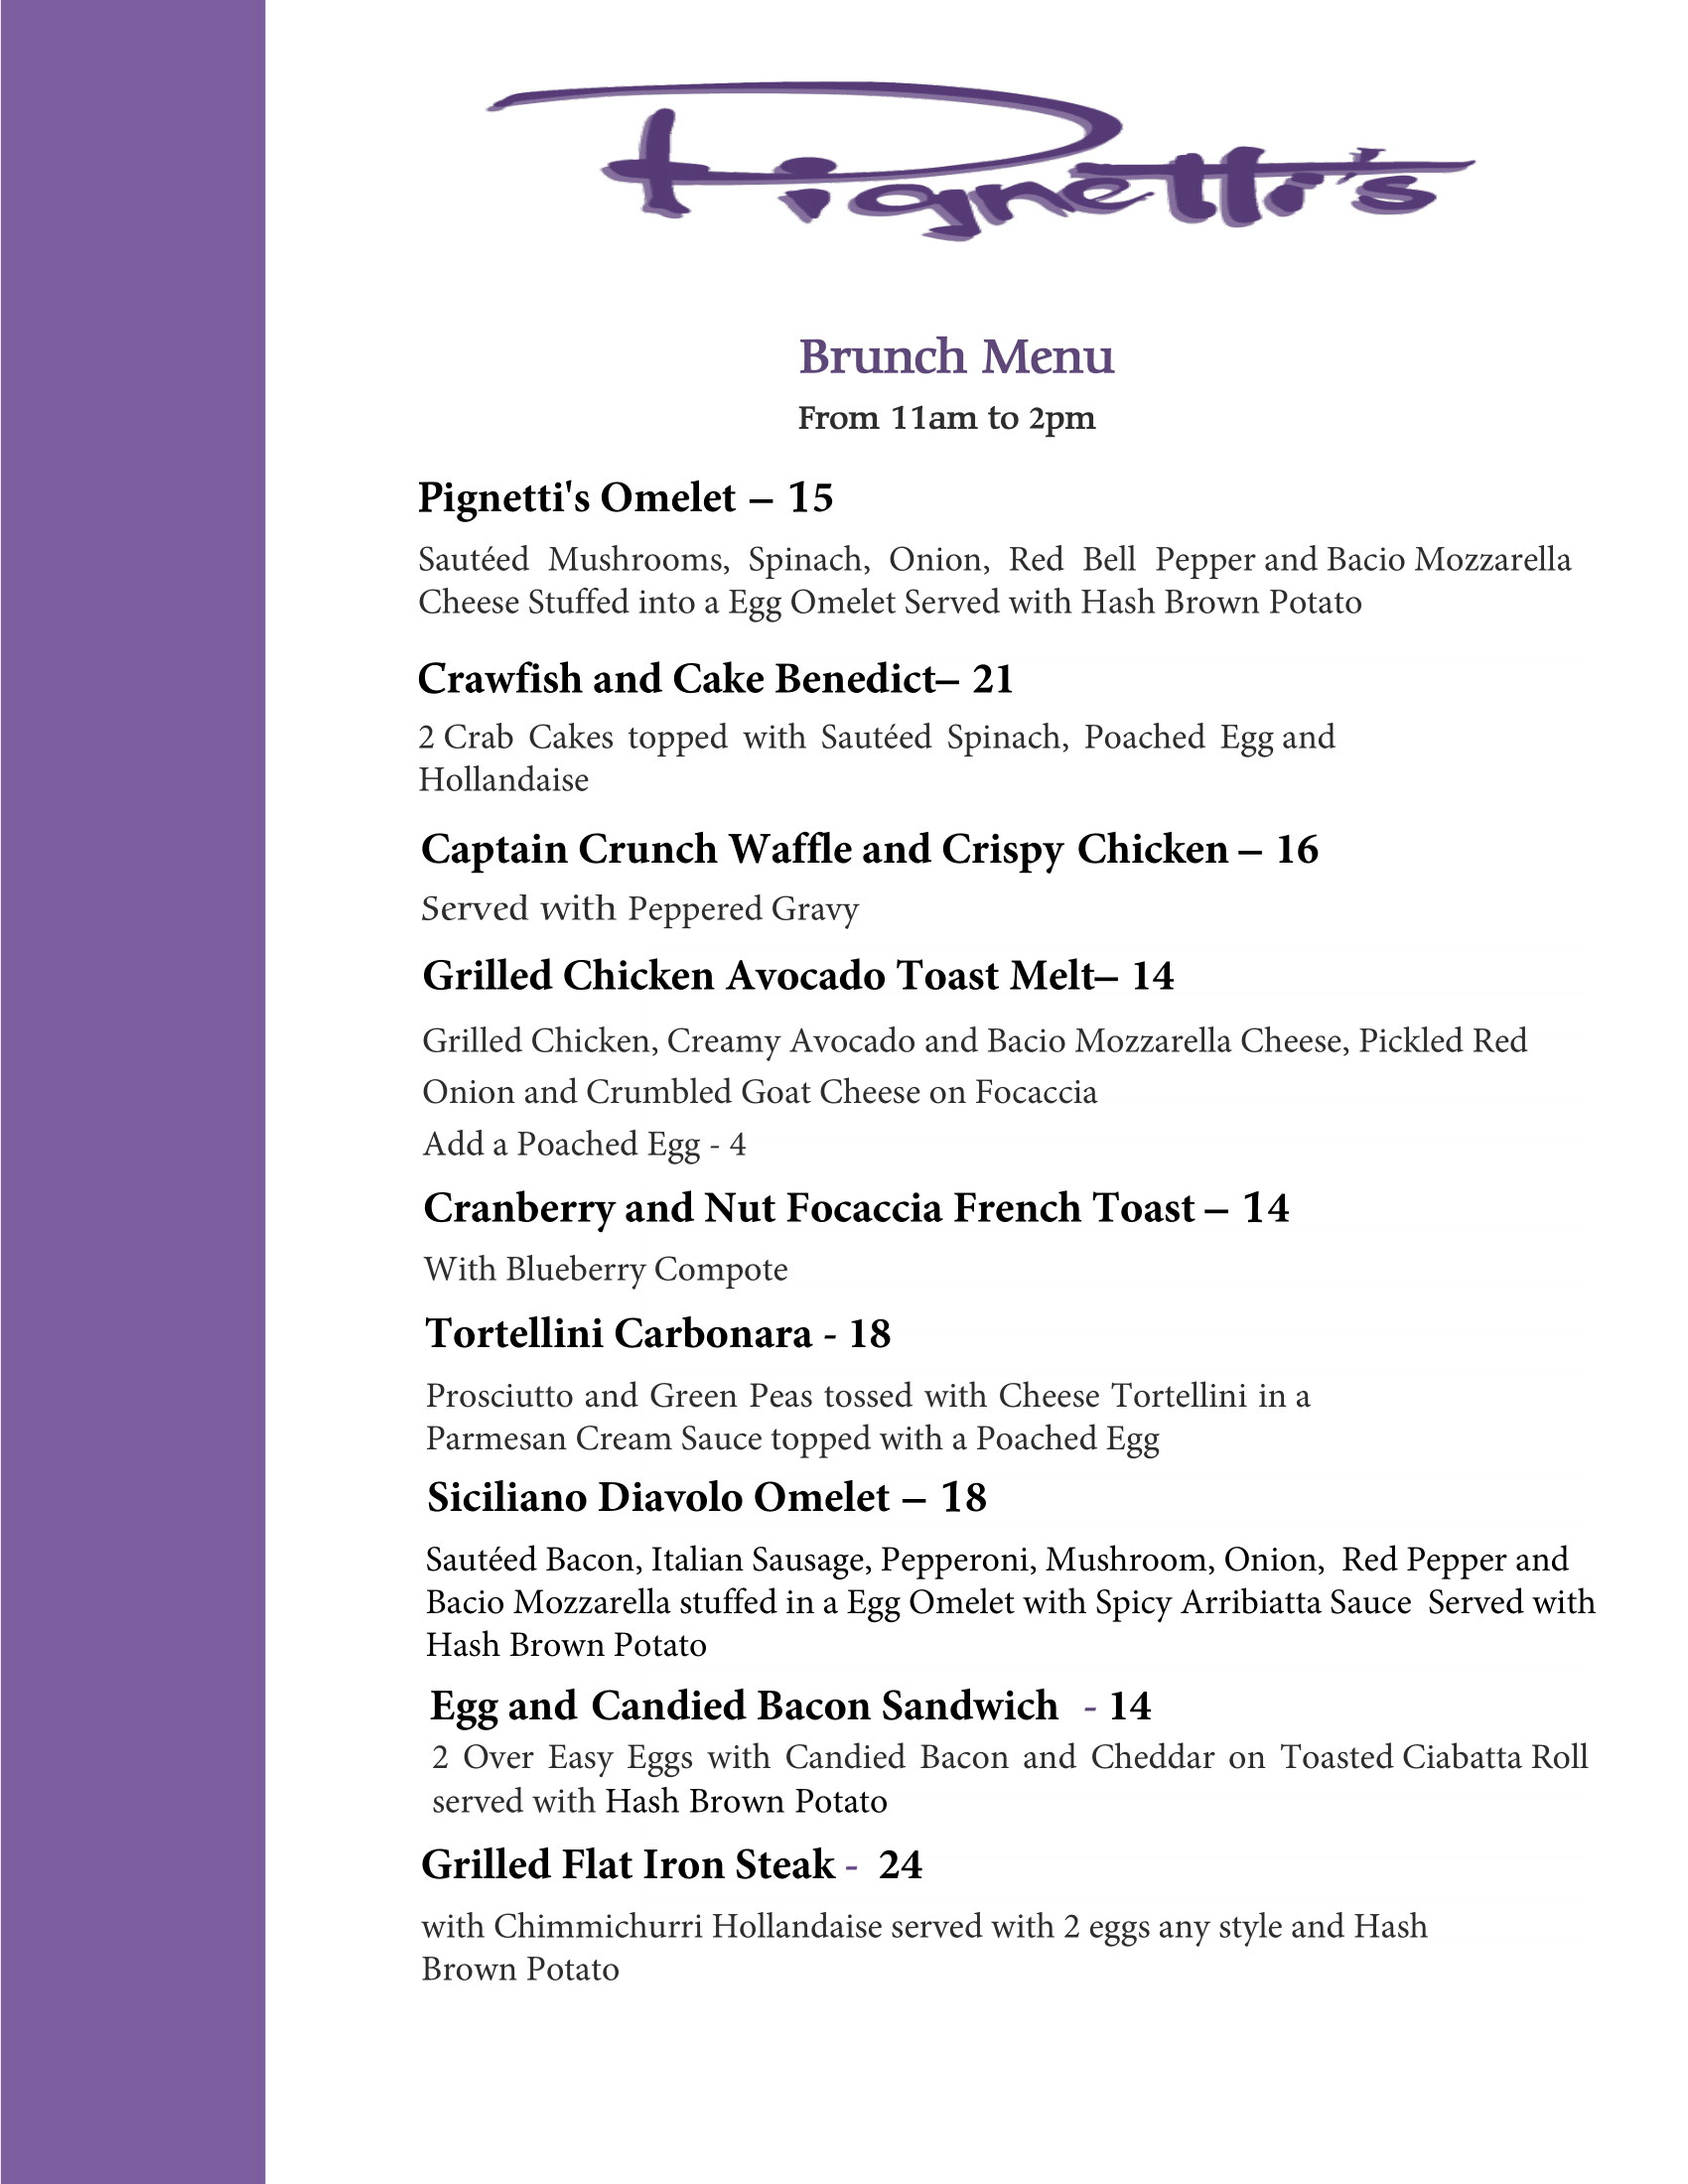 Pignetti's
Brunch Menu
From 11am to 2pm
Pignetti's Omelet – 15
Sautéed Mushrooms, Spinach, Onion, Red Bell Pepper and Bacio Mozzarella
Cheese Stuffed into a Egg Omelet Served with Hash Brown Potato
Crawfish and Cake Benedict– 21
2 Crab Cakes topped with Sautéed Spinach, Poached Egg and
Hollandaise
Captain Crunch Waffle and Crispy Chicken – 16
Served with Peppered Gravy
Grilled Chicken Avocado Toast Melt– 14
Grilled Chicken, Creamy Avocado and Bacio Mozzarella Cheese, Pickled Red
Onion and Crumbled Goat Cheese on Focaccia
Add a Poached Egg - 4
Cranberry and Nut Focaccia French Toast – 14
With Blueberry Compote
Tortellini Carbonara - 18
Prosciutto and Green Peas tossed with Cheese Tortellini in a
Parmesan Cream Sauce topped with a Poached Egg
Siciliano Diavolo Omelet – 18
Sautéed Bacon, Italian Sausage, Pepperoni, Mushroom, Onion, Red Pepper and
Bacio Mozzarella stuffed in a Egg Omelet with Spicy Arribiatta Sauce Served with
Hash Brown Potato
Egg and Candied Bacon Sandwich - 14
2 Over Easy Eggs with Candied Bacon and Cheddar on Toasted Ciabatta Roll
served with Hash Brown Potato
Grilled Flat Iron Steak - 24
with Chimmichurri Hollandaise served with 2 eggs any style and Hash
Brown Potato